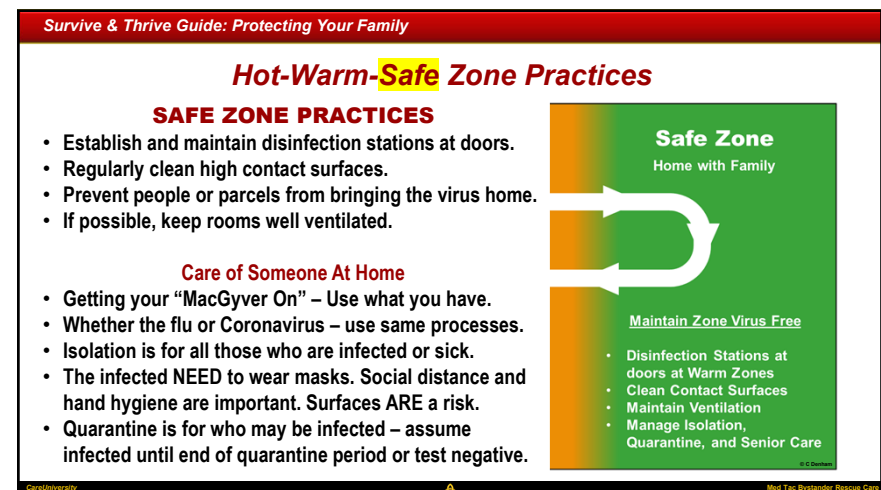 Survive & Thrive Guide: Protecting Your Family
Hot-Warm-Safe Zone Practices
SAFE ZONE PRACTICES
• Establish and maintain disinfection stations at doors.
• Regularly clean high contact surfaces.
• Prevent people or parcels from bringing the virus home.
• If possible, keep rooms well ventilated.
Care of Someone At Home
• Getting your “MacGyver On” – Use what you have.
• Whether the flu or Coronavirus – use same processes.
• Isolation is for all those who are infected or sick.
• The infected NEED to wear masks. Social distance and
hand hygiene are important. Surfaces ARE a risk.
• Quarantine is for who may be infected – assume
infected until end of quarantine period or test negative.
Safe Zone
Home with Family
Maintain Zone Virus Free
• Disinfection Stations at
doors at Warm Zones
• Clean Contact Surfaces
• Maintain Ventilation
• Manage Isolation,
Quarantine, and Senior Care
© C Denham
CareUniversity
Med Tac Bystander Rescue Care